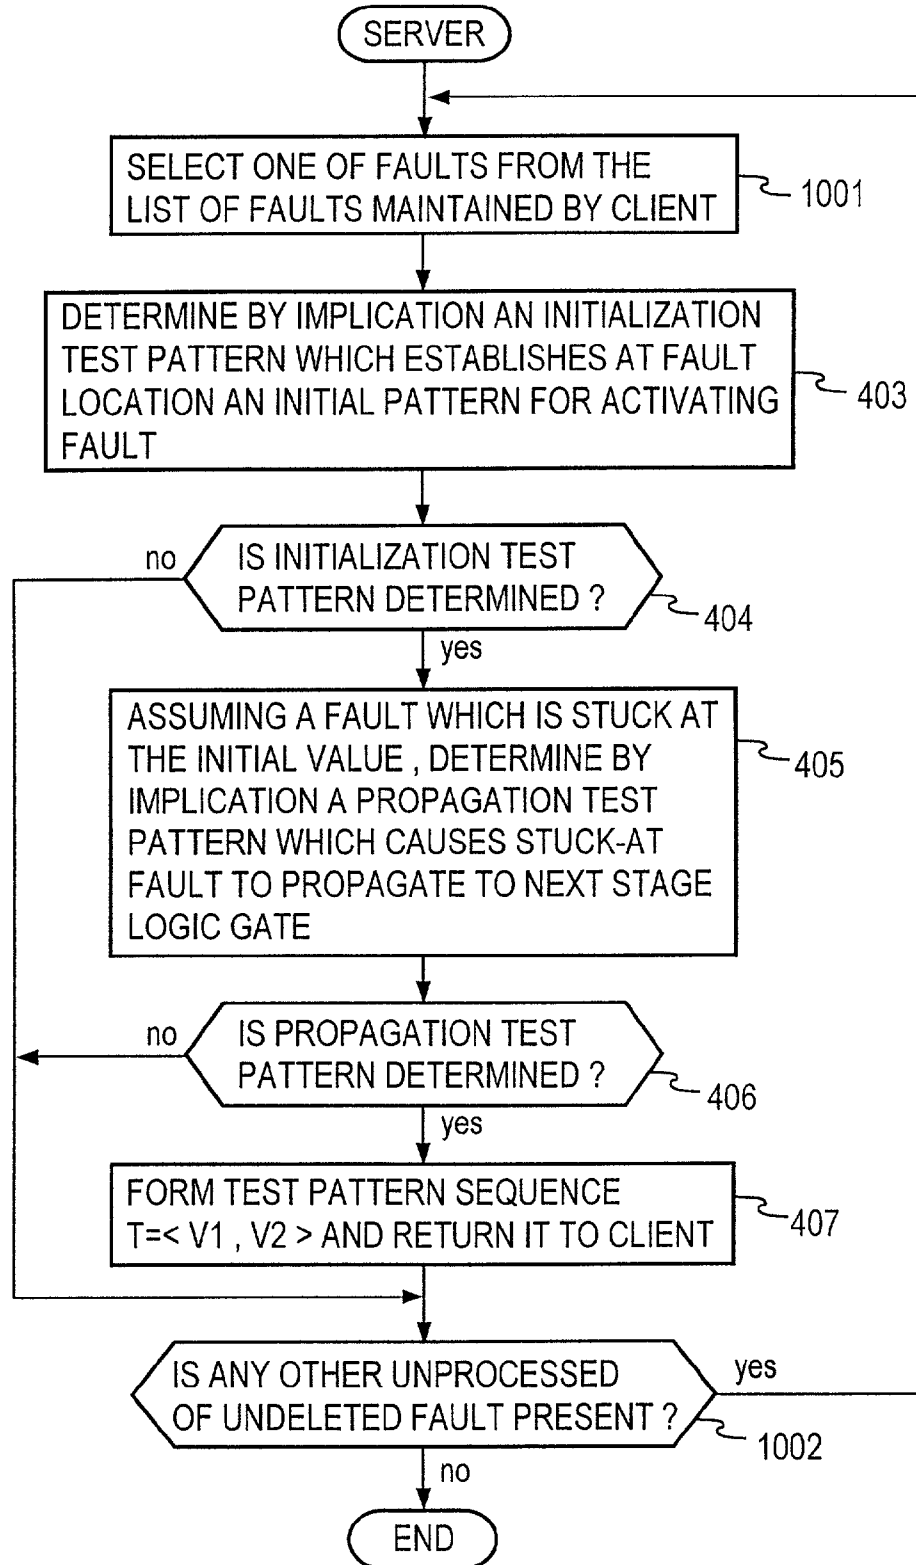 SERVER
SELECT ONE OF FAULTS FROM THE
LIST OF FAULTS MAINTAINED BY CLIENT
1001
DETERMINE BY IMPLICATION AN INITIALIZATION
TEST PATTERN WHICH ESTABLISHES AT FAULT
LOCATION AN INITIAL PATTERN FOR ACTIVATING
FAULT
403
no
IS INITIALIZATION TEST
PATTERN DETERMINED ?
404
yes
ASSUMING A FAULT WHICH IS STUCK AT
THE INITIAL VALUE , DETERMINE BY
IMPLICATION A PROPAGATION TEST
PATTERN WHICH CAUSES STUCK-AT
FAULT TO PROPAGATE TO NEXT STAGE
LOGIC GATE
405
no
IS PROPAGATION TEST
PATTERN DETERMINED ?
406
yes
FORM TEST PATTERN SEQUENCE
T=< V1 , V2 > AND RETURN IT TO CLIENT
407
IS ANY OTHER UNPROCESSED
OF UNDELETED FAULT PRESENT ?
yes
1002
no
END